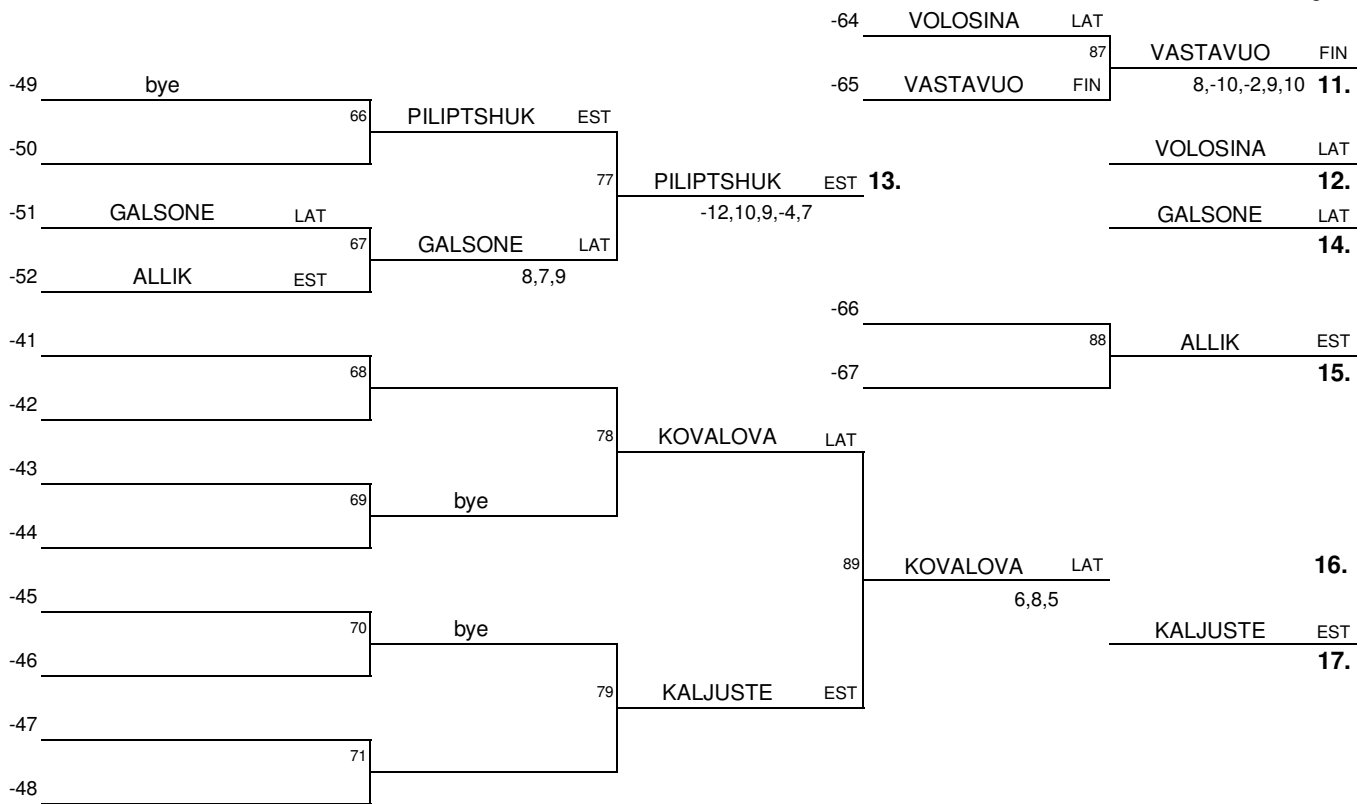 -64 VOLOSINA LAT
87 VASTAVUO FIN
-49 bye -65 VASTAVUO FIN 8,-10,-2,9,10 11.
66 PILIPTSHUK EST
-50 VOLOSINA LAT
77 PILIPTSHUK EST 13. 12.
-51 GALSONE LAT -12,10,9,-4,7 GALSONE LAT
67 GALSONE LAT 14.
-52 ALLIK EST 8,7,9
-66
-41 88 ALLIK EST
68 -67 15.
-42
78 KOVALOVA LAT
-43
69 bye
-44
89 KOVALOVA LAT 16.
-45 6,8,5
70 bye KALJUSTE EST
-46 17.
79 KALJUSTE EST
-47
71
-48